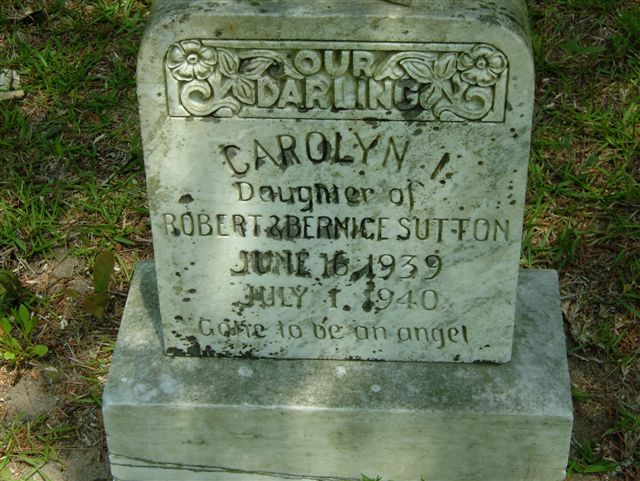 OUR
DARLING
CAROLYN
Daughter of
ROBERT & BERNICE SUTTON
JUNE 16, 1939
JULY 1, 1940
Gone to be an angel